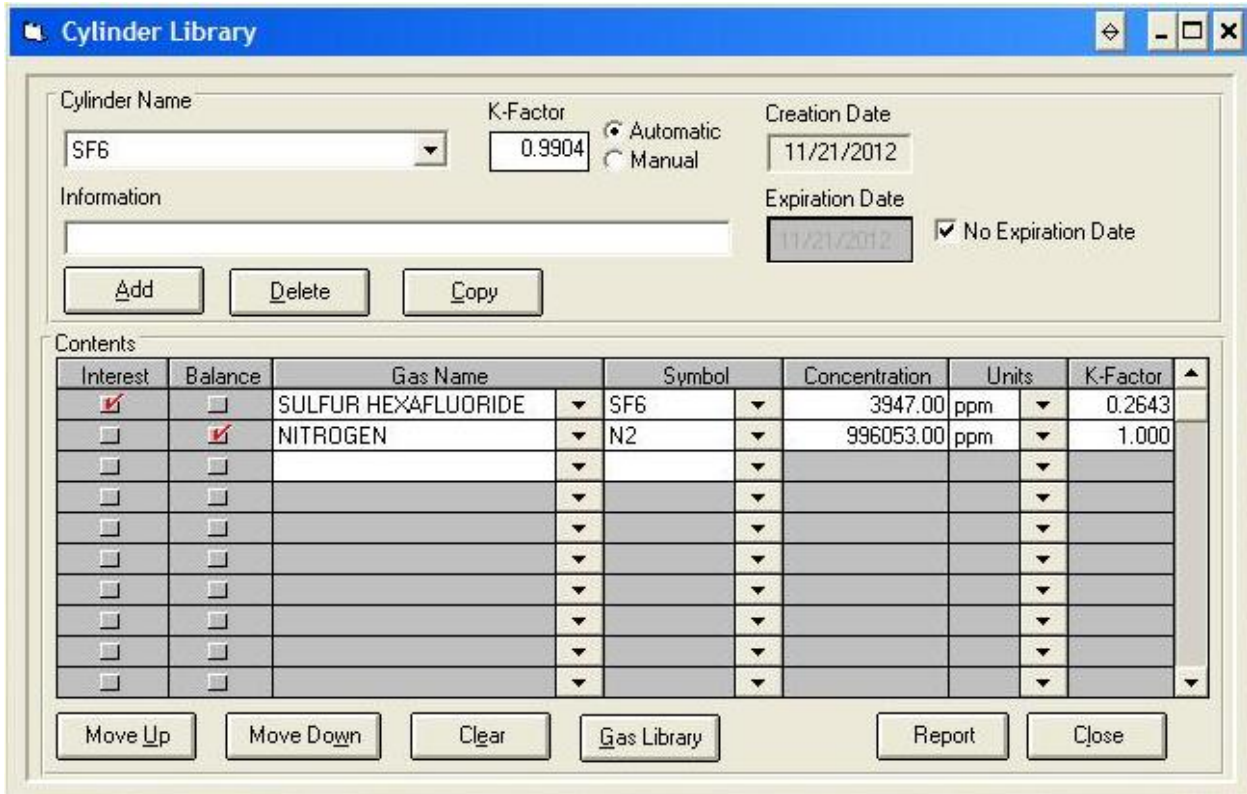 Cylinder Library
Cylinder Name
K-Factor
Creation Date
SF6
0.9904
Automatic
Manual
11/21/2012
Information
Expiration Date
11/21/2012
No Expiration Date
Add Delete Copy
Contents
Interest Balance Gas Name Symbol Concentration Units K-Factor
SULFUR HEXAFLUORIDE SF6 3947.00 ppm 0.2643
NITROGEN N2 996053.00 ppm 1.000
Move Up Move Down Clear Gas Library Report Close